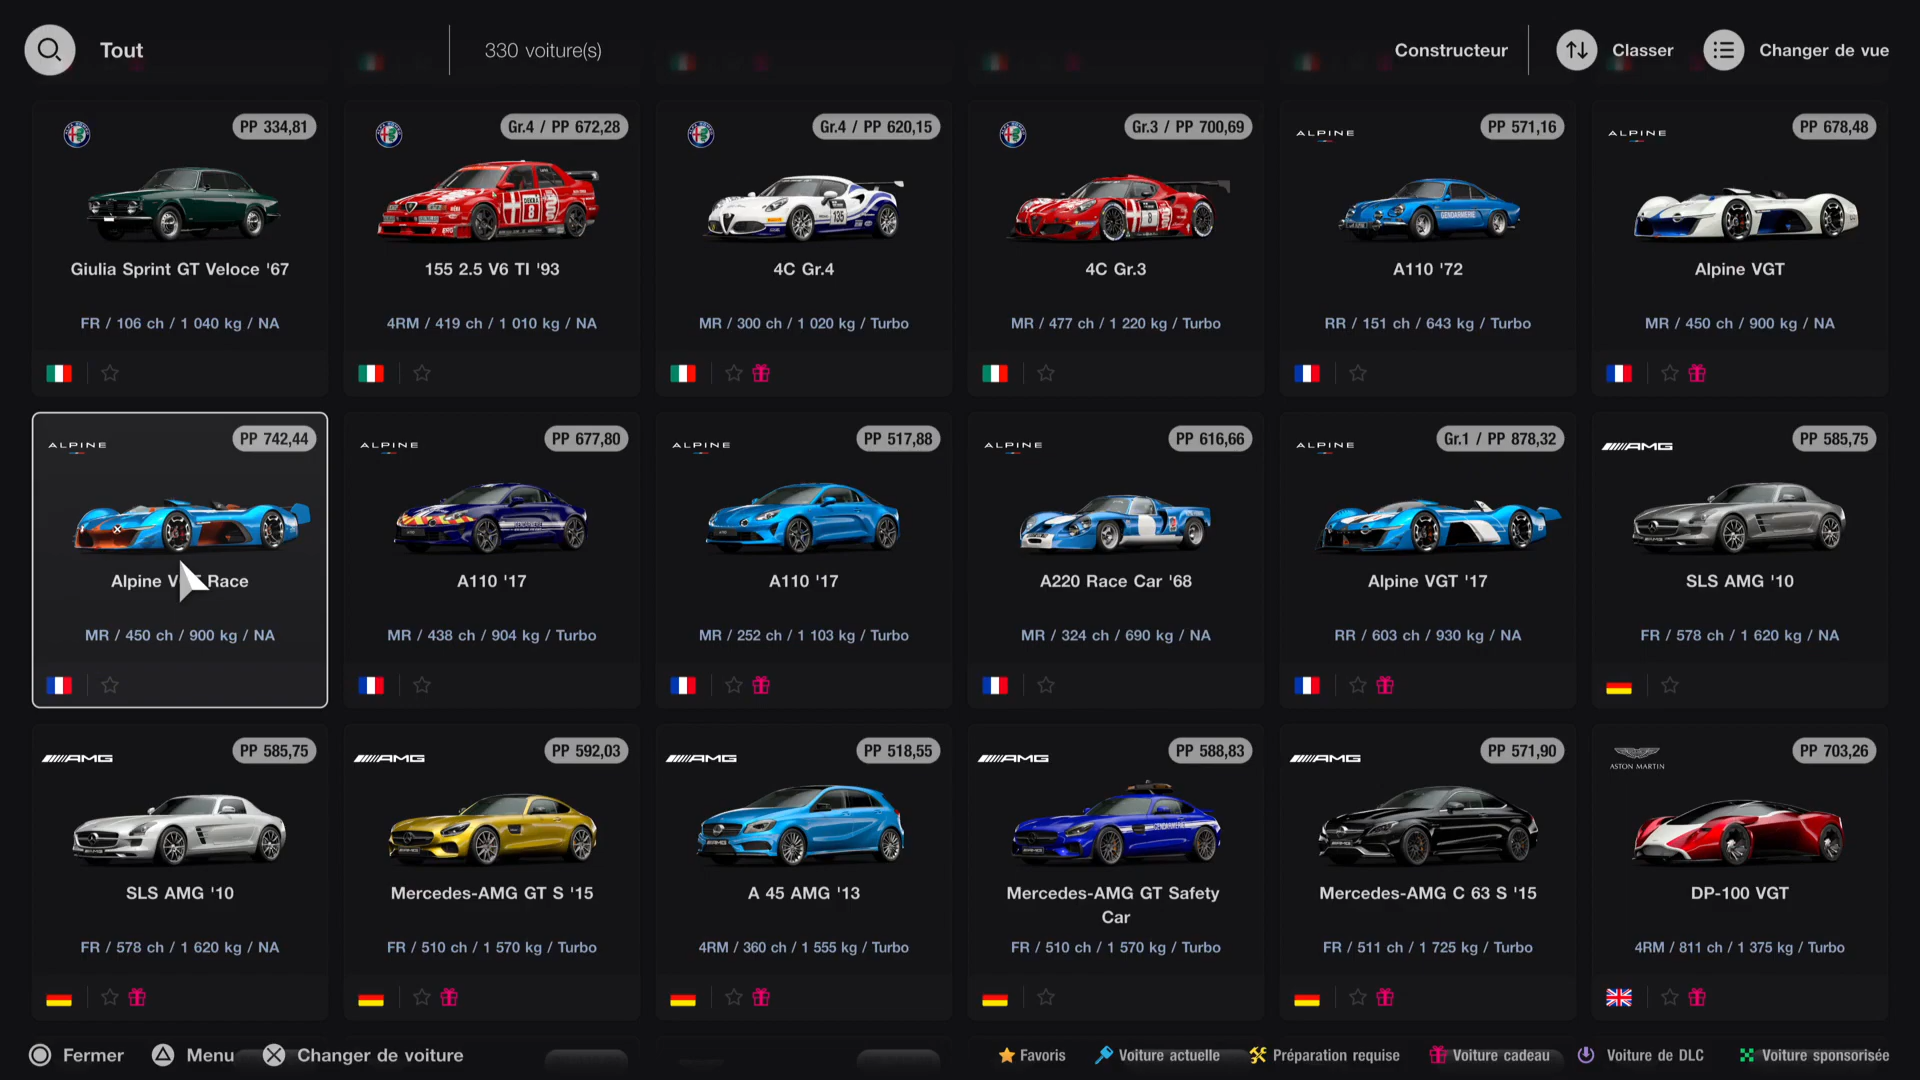 Tout
330 voiture(s)
Constructeur
Classer
Changer de vue
PP 334,81
Giulia Sprint GT Veloce '67
FR / 106 ch / 1 040 kg / NA
Gr.4 / PP 672,28
155 2.5 V6 TI '93
4RM / 419 ch / 1 010 kg / NA
Gr.4 / PP 620,15
4C Gr.4
MR / 300 ch / 1 020 kg / Turbo
Gr.3 / PP 700,69
4C Gr.3
MR / 477 ch / 1 220 kg / Turbo
ALPINE
PP 571,16
GENDARMERIE
A110 '72
RR / 151 ch / 643 kg / Turbo
ALPINE
PP 678,48
Alpine VGT
MR / 450 ch / 900 kg / NA
ALPINE
PP 742,44
Alpine V Race
MR / 450 ch / 900 kg / NA
ALPINE
PP 677,80
GENDARMERIE
A110 '17
MR / 438 ch / 904 kg / Turbo
ALPINE
PP 517,88
A110 '17
MR / 252 ch / 1 103 kg / Turbo
ALPINE
PP 616,66
A220 Race Car '68
MR / 324 ch / 690 kg / NA
ALPINE
Gr.1 / PP 878,32
Alpine VGT '17
RR / 603 ch / 930 kg / NA
AMG
PP 585,75
SLS AMG '10
FR / 578 ch / 1 620 kg / NA
AMG
PP 585,75
SLS AMG '10
FR / 578 ch / 1 620 kg / NA
AMG
PP 592,03
Mercedes-AMG GT S '15
FR / 510 ch / 1 570 kg / Turbo
AMG
PP 518,55
A 45 AMG '13
4RM / 360 ch / 1 555 kg / Turbo
AMG
PP 588,83
GENDARMERIE
Mercedes-AMG GT Safety
Car
FR / 510 ch / 1 570 kg / Turbo
AMG
PP 571,90
Mercedes-AMG C 63 S '15
FR / 511 ch / 1 725 kg / Turbo
ASTON MARTIN
PP 703,26
DP-100 VGT
4RM / 811 ch / 1 375 kg / Turbo
Fermer
Menu
Changer de voiture
Favoris
Voiture actuelle
Préparation requise
Voiture cadeau
Voiture de DLC
Voiture sponsorisée